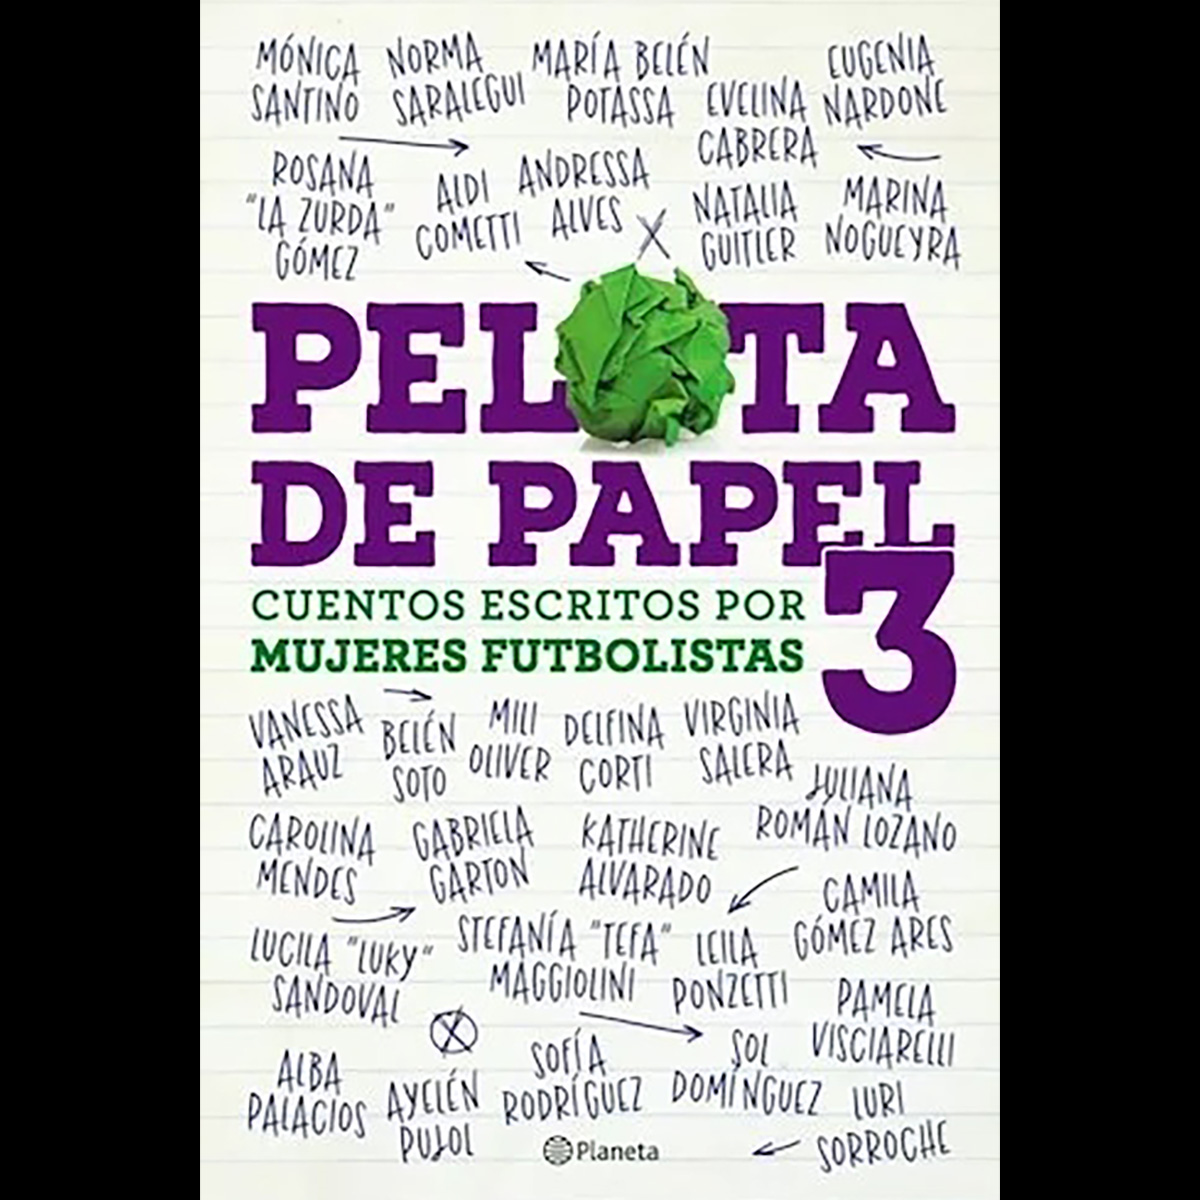 MÓNICA
SANTINO
NORMA
SARALEGUI
MARÍA BELÉN
POTASSA
EVELINA
CABRERA
EUGENIA
NARDONE
ROSANA
"LA ZURDA"
GÓMEZ
ALDI
COMETTI
ANDRESSA
ALVES
NATALIA
GUITLER
MARINA
NOGUEYRA
PELOTA
DE PAPEL
3
CUENTOS ESCRITOS POR
MUJERES FUTBOLISTAS
VANESSA
ARAUZ
BELÉN
SOTO
MILI
OLIVER
DELFINA
CORTI
VIRGINIA
SALERA
JULIANA
ROMÁN LOZANO
CAROLINA
MENDES
GABRIELA
GARTON
KATHERINE
ALVARADO
CAMILA
GÓMEZ ARES
LUCILA "LUKY"
SANDOVAL
STEFANÍA "TEFA"
MAGGIOLINI
LEILA
PONZETTI
PAMELA
VISCIARELLI
ALBA
PALACIOS
AYELÉN
PUJOL
SOFÍA
RODRÍGUEZ
SOL
DOMÍNGUEZ
LURI
SORROCHE
Planeta